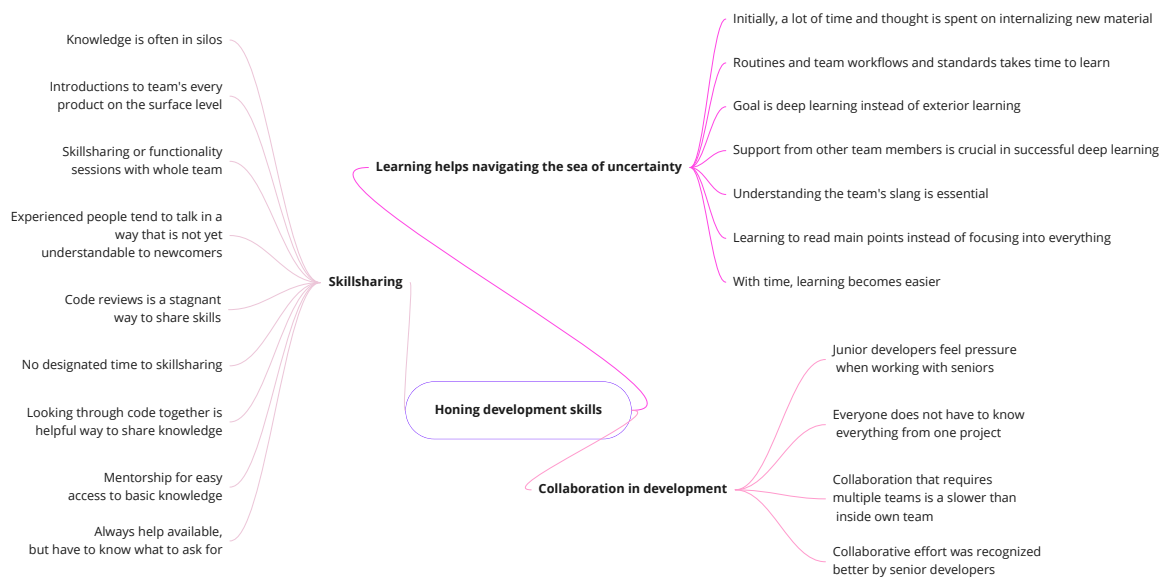 Knowledge is often in silos
Introductions to team's every
product on the surface level
Skillsharing or functionality
sessions with whole team
Experienced people tend to talk in a
way that is not yet
understandable to newcomers
Code reviews is a stagnant
way to share skills
No designated time to skillsharing
Looking through code together is
helpful way to share knowledge
Mentorship for easy
access to basic knowledge
Always help available,
but have to know what to ask for
Skillsharing
Honing development skills
Learning helps navigating the sea of uncertainty
Initially, a lot of time and thought is spent on internalizing new material
Routines and team workflows and standards takes time to learn
Goal is deep learning instead of exterior learning
Support from other team members is crucial in successful deep learning
Understanding the team's slang is essential
Learning to read main points instead of focusing into everything
With time, learning becomes easier
Collaboration in development
Junior developers feel pressure
when working with seniors
Everyone does not have to know
everything from one project
Collaboration that requires
multiple teams is a slower than
inside own team
Collaborative effort was recognized
better by senior developers